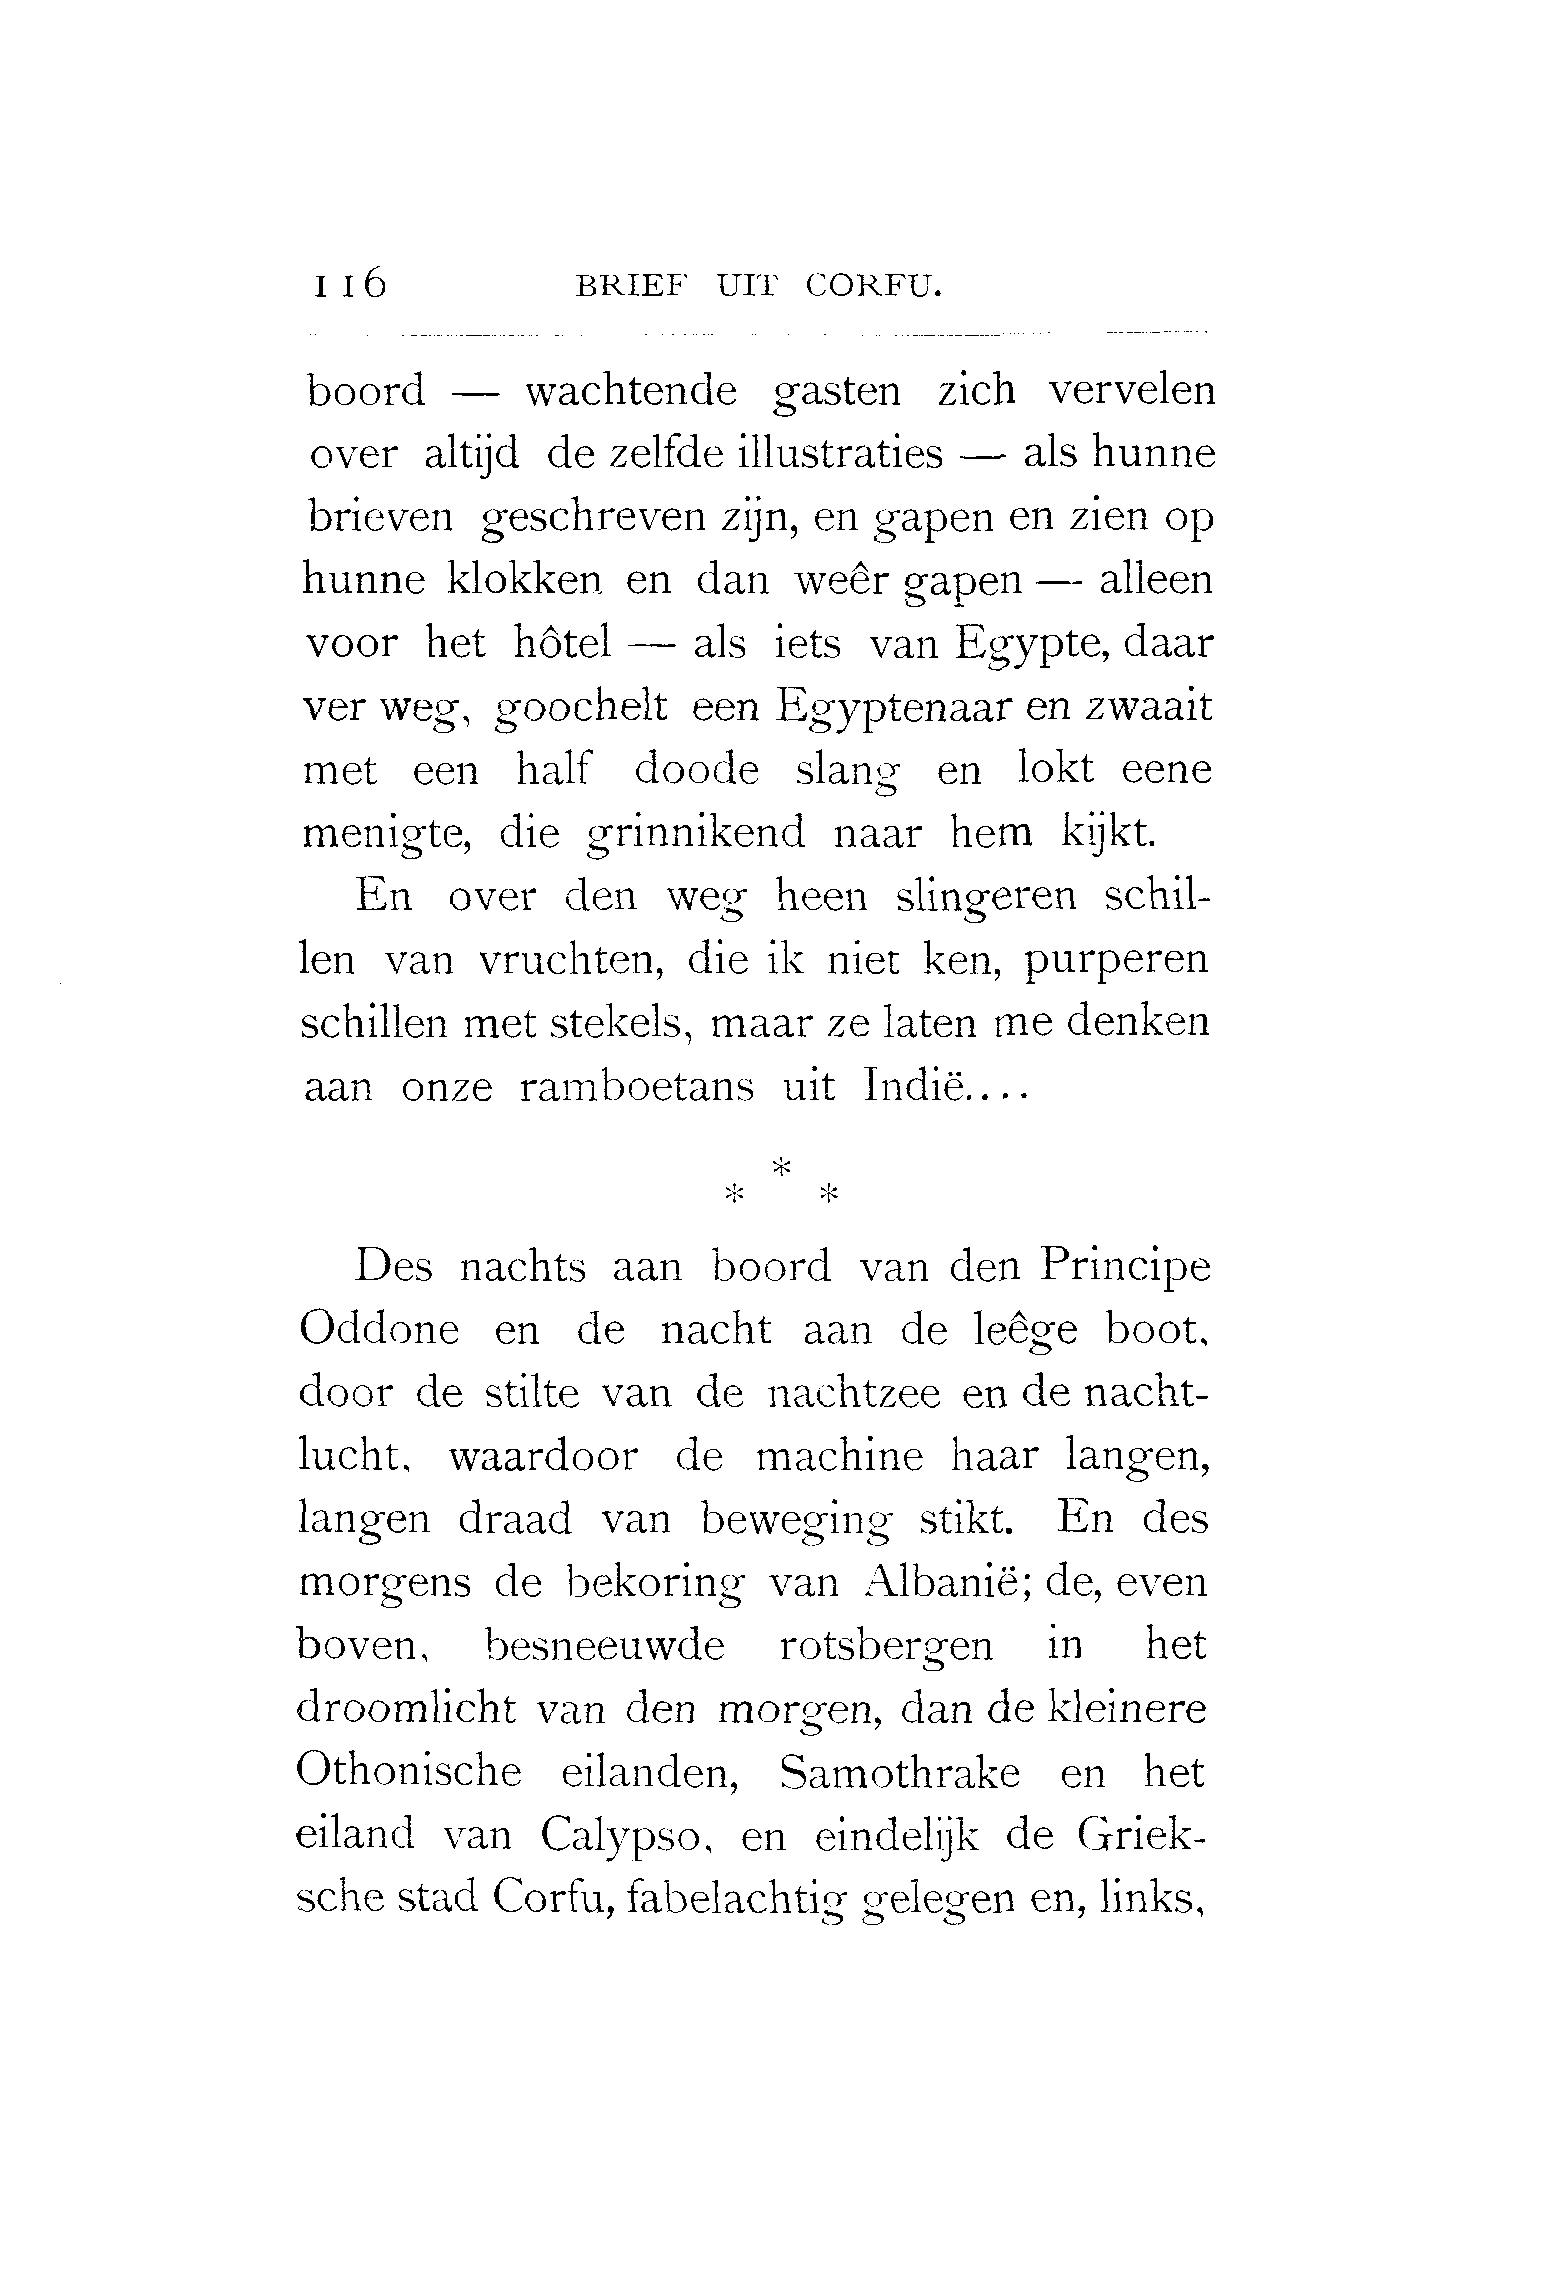 116 BRIEF UIT CORFU.
boord — wachtende gasten zich vervelen
over altijd de zelfde illustraties — als hunne
brieven geschreven zijn, en gapen en zien op
hunne klokken en dan weêr gapen — alleen
voor het hôtel — als iets van Egypte, daar
ver weg, goochelt een Egyptenaar en zwaait
met een half doode slang en lokt eene
menigte, die grinnikend naar hem kijkt.
En over den weg heen slingeren schil-
len van vruchten, die ik niet ken, purperen
schillen met stekels, maar ze laten me denken
aan onze ramboetans uit Indië....
*
* *
Des nachts aan boord van den Principe
Oddone en de nacht aan de leêge boot,
door de stilte van de nachtzee en de nacht-
lucht, waardoor de machine haar langen,
langen draad van beweging stikt. En des
morgens de bekoring van Albanië; de, even
boven, besneeuwde rotsbergen in het
droomlicht van den morgen, dan de kleinere
Othonische eilanden, Samothrake en het
eiland van Calypso, en eindelijk de Griek-
sche stad Corfu, fabelachtig gelegen en, links,